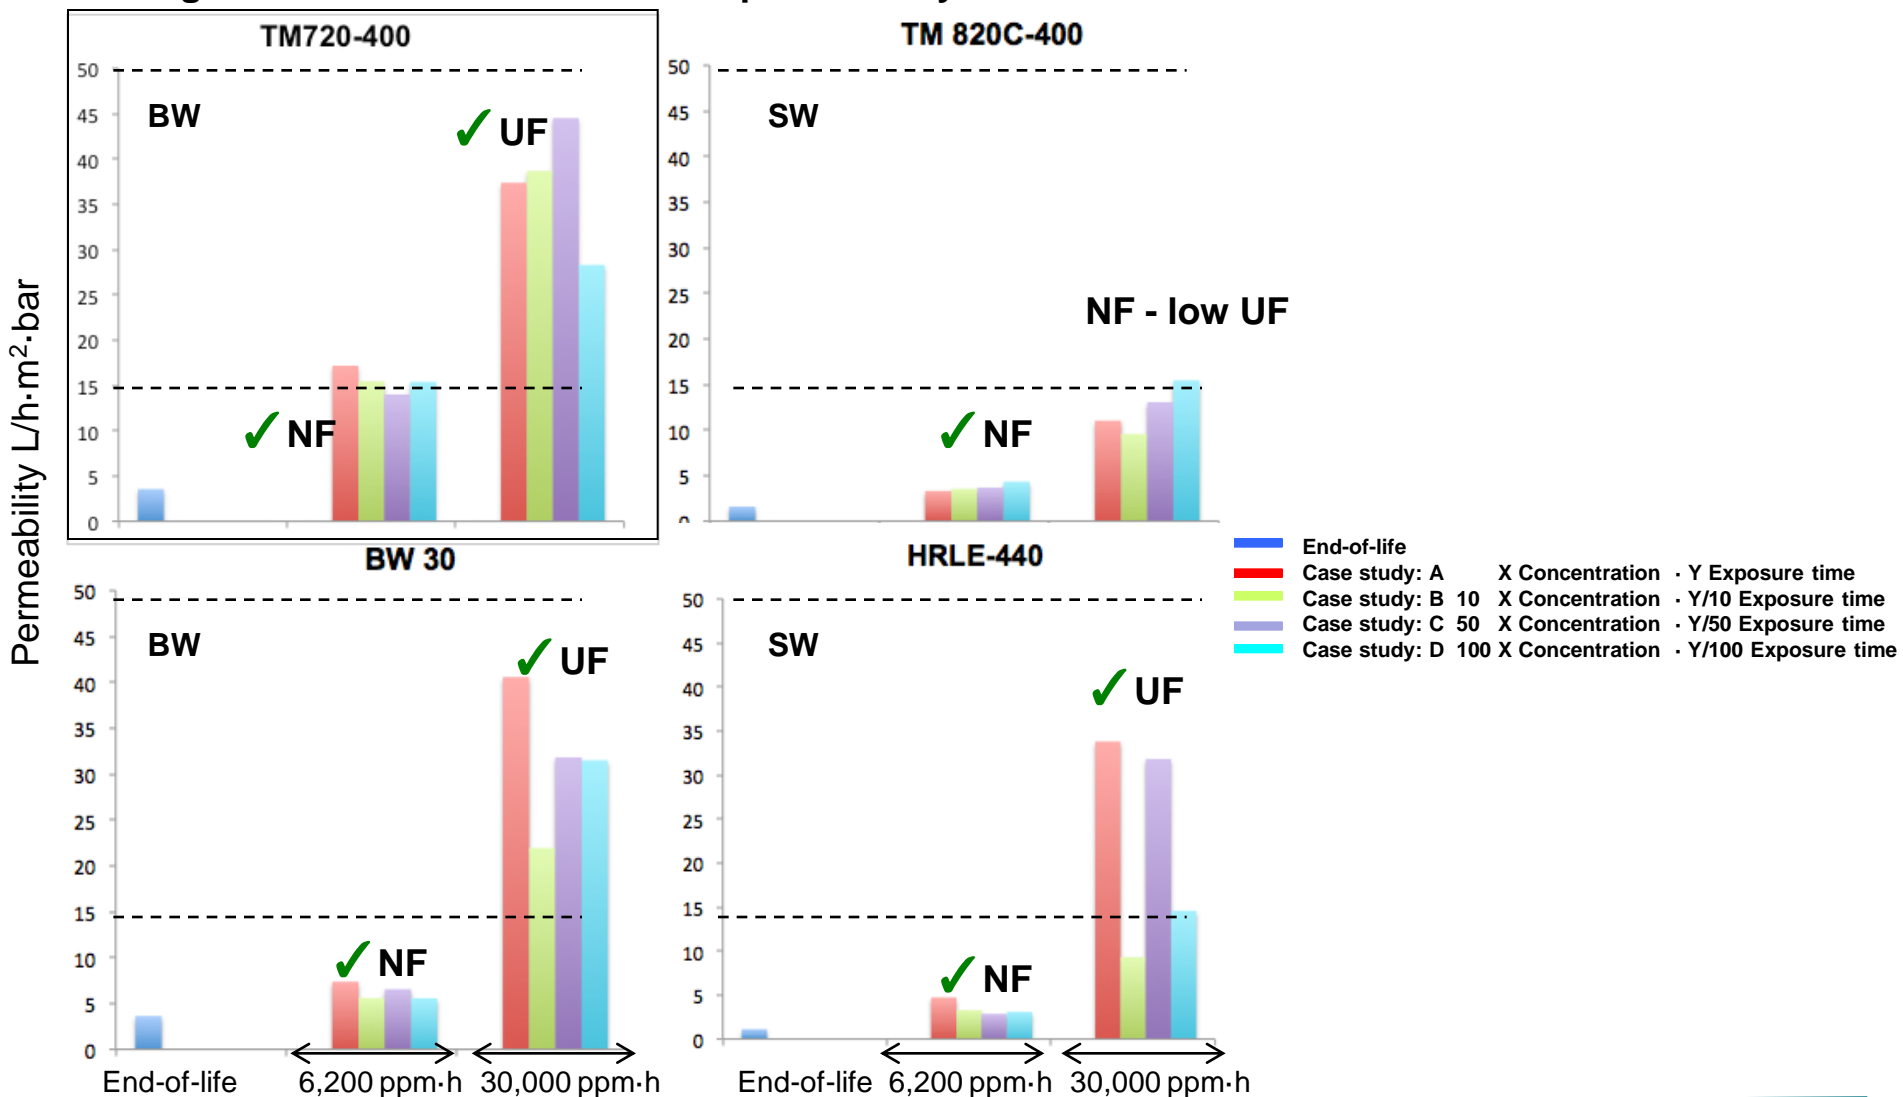 TM720-400
TM 820C-400
Permeability L/h·m²·bar
50
45
40
35
30
25
20
15
10
5
0
BW
✓ UF
✓ NF
50
45
40
35
30
25
20
15
10
5
SW
NF - low UF
✓ NF
BW 30
HRLE-440
50
45
40
35
30
25
20
15
10
5
0
BW
✓ UF
✓ NF
End-of-life
6,200 ppm·h
30,000 ppm·h
50
45
40
35
30
25
20
15
10
5
0
SW
✓ UF
✓ NF
End-of-life
6,200 ppm·h
30,000 ppm·h
End-of-life
Case study: A X Concentration · Y Exposure time
Case study: B 10 X Concentration · Y/10 Exposure time
Case study: C 50 X Concentration · Y/50 Exposure time
Case study: D 100 X Concentration · Y/100 Exposure time